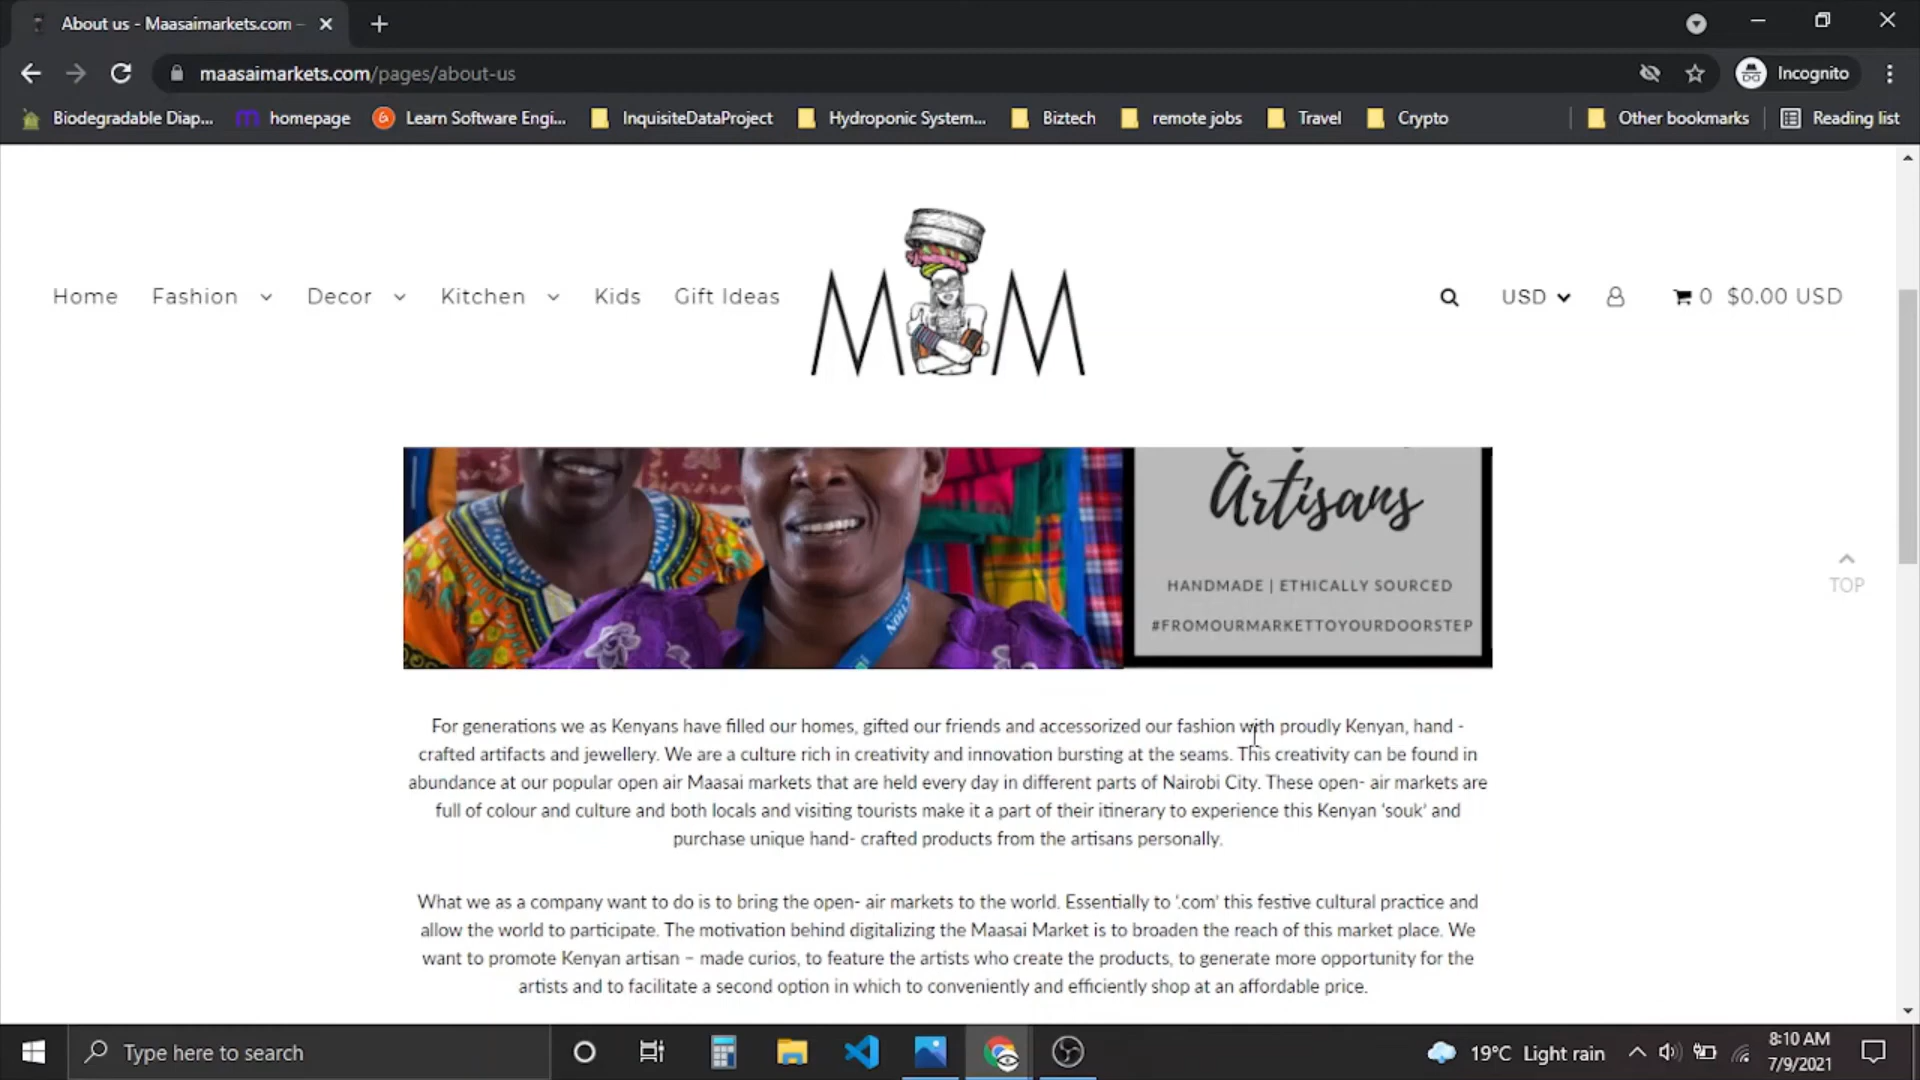 About us - Maasaimarkets.com –
maasaimarkets.com/pages/about-us
Incognito
Biodegradable Diap...
homepage
Learn Software Engi...
InquisiteDataProject
Hydroponic System...
Biztech
remote jobs
Travel
Crypto
Other bookmarks
Reading list
Home
Fashion
Decor
Kitchen
Kids
Gift Ideas
M M
USD
0 $0.00 USD
Artisans
HANDMADE | ETHICALLY SOURCED
#FROMOURMARKETTOYOURDOORSTEP
TOP
For generations we as Kenyans have filled our homes, gifted our friends and accessorized our fashion with proudly Kenyan, hand -
crafted artifacts and jewellery. We are a culture rich in creativity and innovation bursting at the seams. This creativity can be found in
abundance at our popular open air Maasai markets that are held every day in different parts of Nairobi City. These open- air markets are
full of colour and culture and both locals and visiting tourists make it a part of their itinerary to experience this Kenyan 'souk' and
purchase unique hand- crafted products from the artisans personally.
What we as a company want to do is to bring the open- air markets to the world. Essentially to '.com' this festive cultural practice and
allow the world to participate. The motivation behind digitalizing the Maasai Market is to broaden the reach of this market place. We
want to promote Kenyan artisan – made curios, to feature the artists who create the products, to generate more opportunity for the
artists and to facilitate a second option in which to conveniently and efficiently shop at an affordable price.
Type here to search
19°C Light rain
8:10 AM
7/9/2021